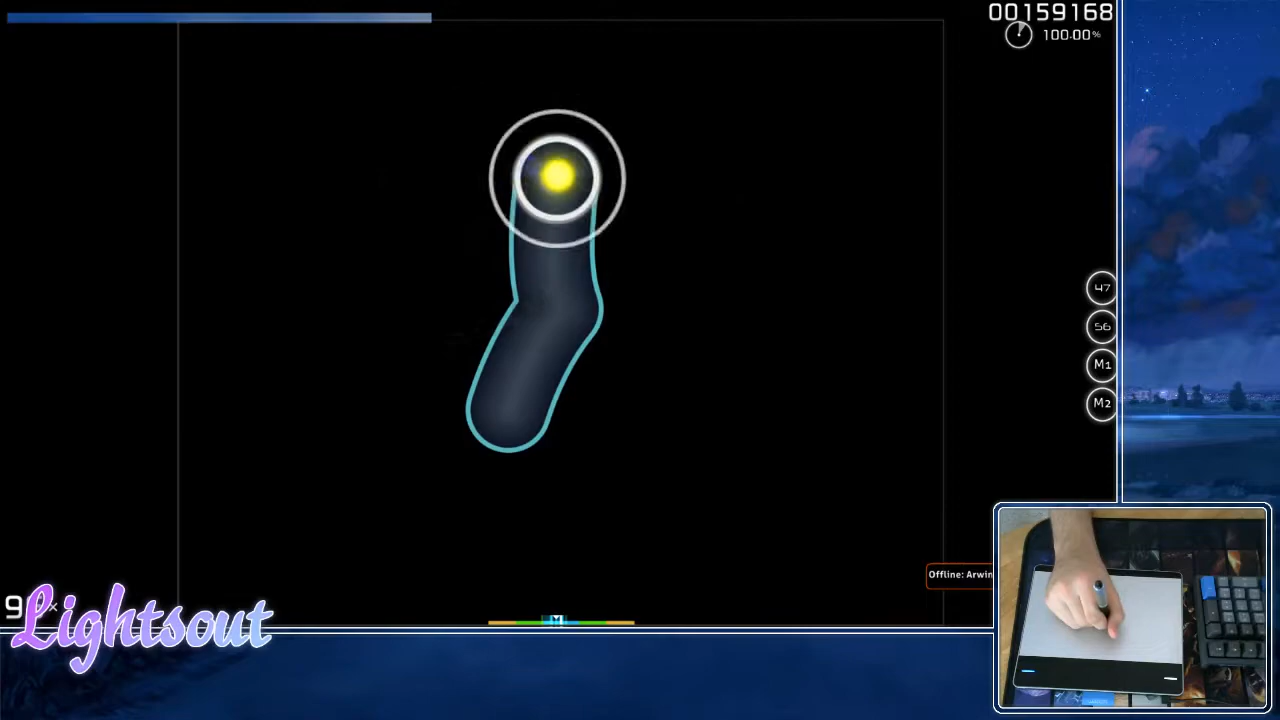 00159168
100.00%
47
56
M1
M2
Offline: Arwin
Lightsout